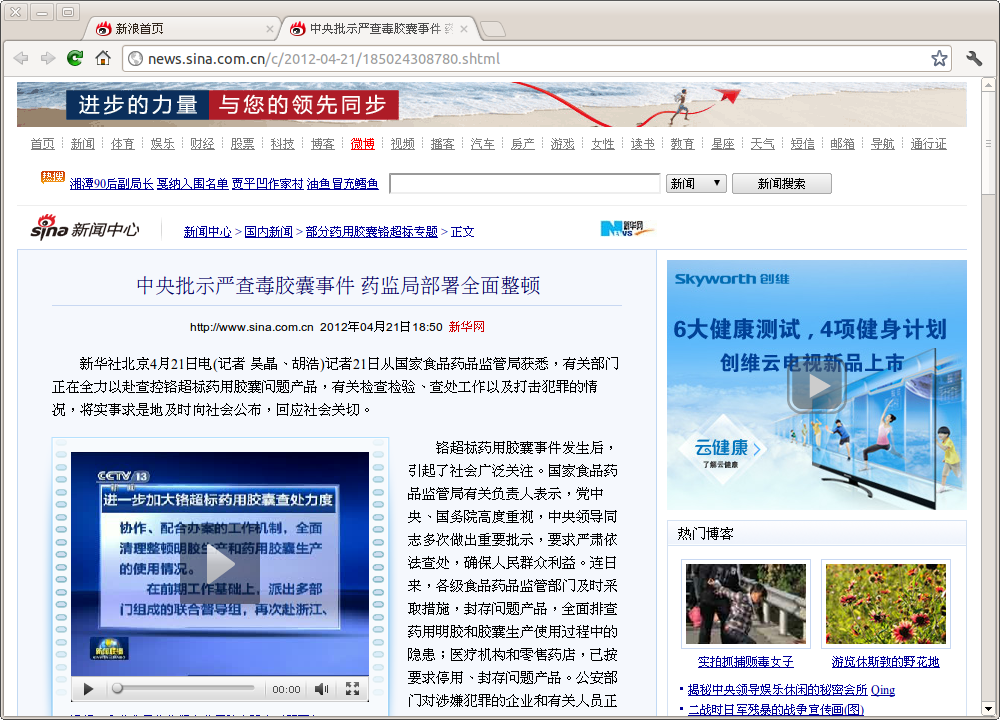 新浪首页
中央批示严查毒胶囊事件
news.sina.com.cn/c/2012-04-21/185024308780.shtml
进步的力量 与您的领先同步
首页 新闻 体育 娱乐 财经 股票 科技 博客 微博 视频 播客 汽车 房产 游戏 女性 读书 教育 星座 天气 短信 邮箱 导航 通行证
热搜 湘潭90后副局长 戛纳入围名单 贾平凹作家村 油鱼冒充鳕鱼 新闻 新闻搜索
sina 新闻中心 新闻中心 > 国内新闻 > 部分药用胶囊铬超标专题 > 正文 NEWS 新华网
中央批示严查毒胶囊事件 药监局部署全面整顿
http://www.sina.com.cn 2012年04月21日18:50 新华网
新华社北京4月21日电(记者 吴晶、胡浩)记者21日从国家食品药品监管局获悉，有关部门
正在全力以赴查控铬超标药用胶囊问题产品，有关检查检验、查处工作以及打击犯罪的情
况，将实事求是地及时向社会公布，回应社会关切。
CCTV 13
进一步加大铬超标药用胶囊查处力度
协作、配合办案的工作机制，全面
清理整顿明胶生产和药用胶囊生产
的使用情况。
在前期工作基础上，派出多部
门组成的联合督导组，再次赴浙江、
新闻联播
00:00
铬超标药用胶囊事件发生后，
引起了社会广泛关注。国家食品药
品监管局有关负责人表示，党中
央、国务院高度重视，中央领导同
志多次做出重要批示，要求严肃依
法查处，确保人民群众利益。连日
来，各级食品药品监管部门及时采
取措施，封存问题产品，全面排查
药用明胶和胶囊生产使用过程中的
隐患；医疗机构和零售药店，已按
要求停用、封存问题产品。公安部
门对涉嫌犯罪的企业和有关人员正
Skyworth 创维
6大健康测试，4项健身计划
创维云电视新品上市
云健康
了解云健康
热门博客
实拍抓捕贩毒女子 游览休斯敦的野花地
揭秘中央领导娱乐休闲的秘密会所 Qing
二战时日军残暴的战争宣传画(图)